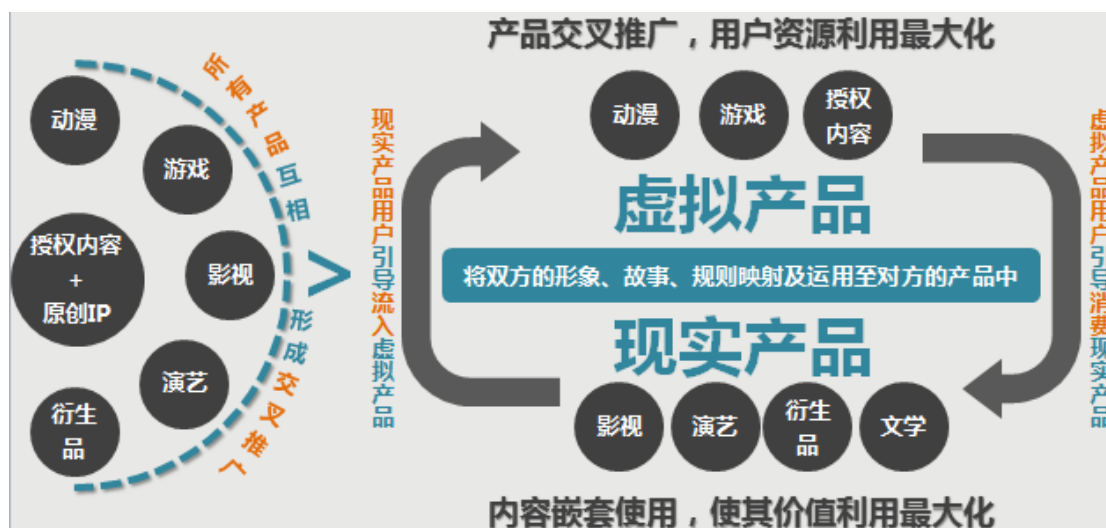 产品交叉推广，用户资源利用最大化
动漫
游戏
授权内容
+
原创IP
影视
演艺
衍生
品
所有产品互相形成交叉推广
>
现实产品用户引导流入虚拟产品
动漫
游戏
授权
内容
虚拟产品
将双方的形象、故事、规则映射及运用至对方的产品中
现实产品
影视
演艺
衍生
品
文学
虚拟产品用户引导消费现实产品
内容嵌套使用，使其价值利用最大化